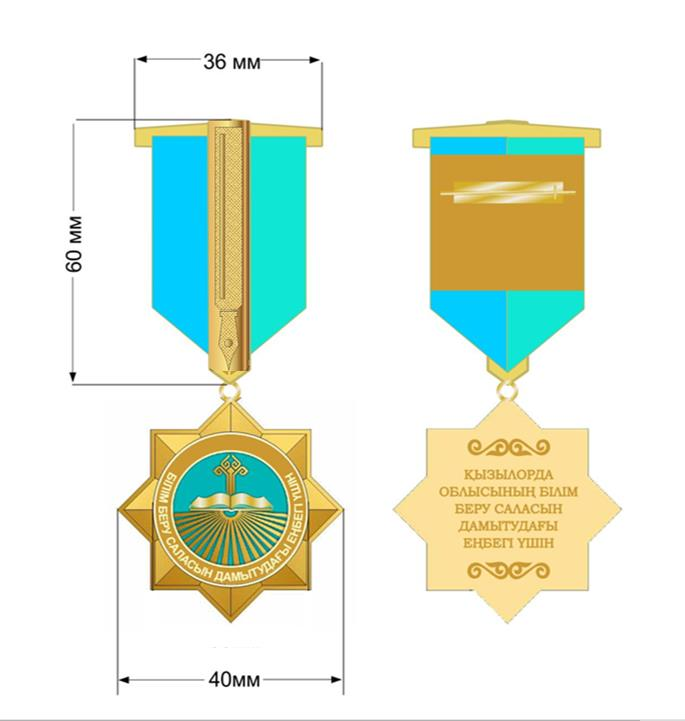 36 мм
60 мм
БІЛІМ БЕРУ САЛАСЫН ДАМЫТУДАҒЫ ЕҢБЕГІ ҮШІН
ҚЫЗЫЛОРДА
ОБЛЫСЫНЫҢ БІЛІМ
БЕРУ САЛАСЫН
ДАМЫТУДАҒЫ
ЕҢБЕГІ ҮШІН
40мм